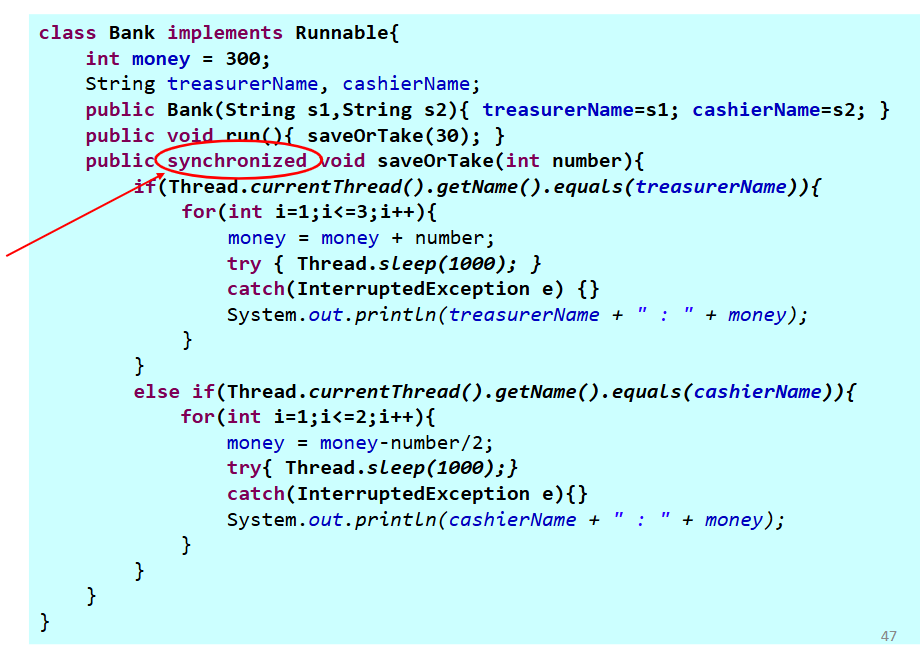 class Bank implements Runnable{
int money = 300;
String treasurerName, cashierName;
public Bank(String s1,String s2){ treasurerName=s1; cashierName=s2; }
public void run(){ saveOrTake(30); }
public synchronized void saveOrTake(int number){
if(Thread.currentThread().getName().equals(treasurerName)){
for(int i=1;i<=3;i++){
money = money + number;
try { Thread.sleep(1000); }
catch(InterruptedException e) {}
System.out.println(treasurerName + " : " + money);
}
}
else if(Thread.currentThread().getName().equals(cashierName)){
for(int i=1;i<=2;i++){
money = money-number/2;
try{ Thread.sleep(1000);}
catch(InterruptedException e){}
System.out.println(cashierName + " : " + money);
}
}
}
}
47